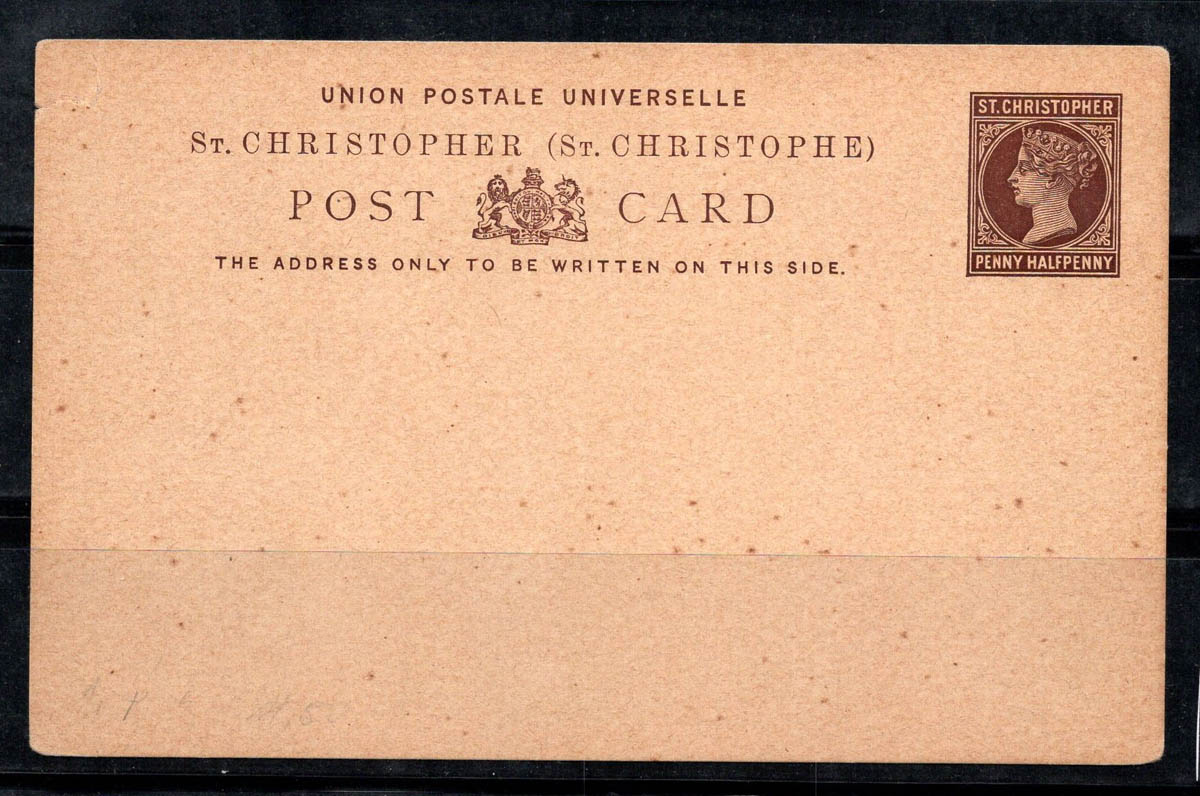 UNION POSTALE UNIVERSELLE
ST. CHRISTOPHER (ST. CHRISTOPHE)
POST CARD
THE ADDRESS ONLY TO BE WRITTEN ON THIS SIDE.
ST. CHRISTOPHER
PENNY HALFPENNY